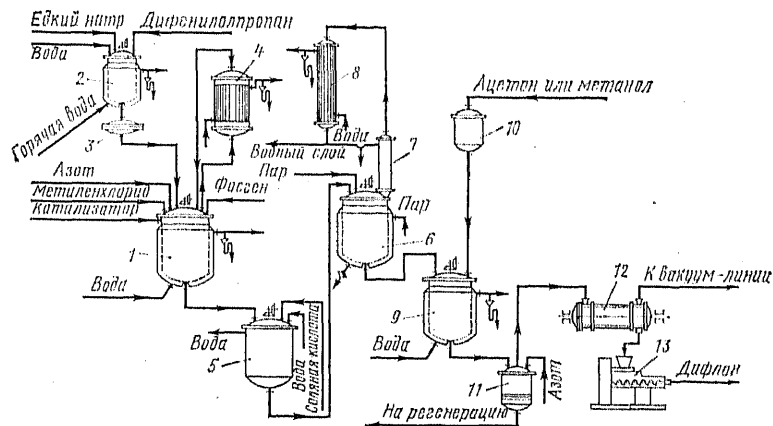 Едкий натр
Дифенилолпропан
Вода
2
4
8
Ацетон или метанол
Горячая вода
3
10
Вода
Водный слой
7
Азот
Пар
Метиленхлорид
Фосген
Катализатор
Пар
1
6
12
К вакуум-линии
Вода
9
13
Вода
Вода
5
Вода
Соляная кислота
Дифлон
11
Азот
На регенерацию